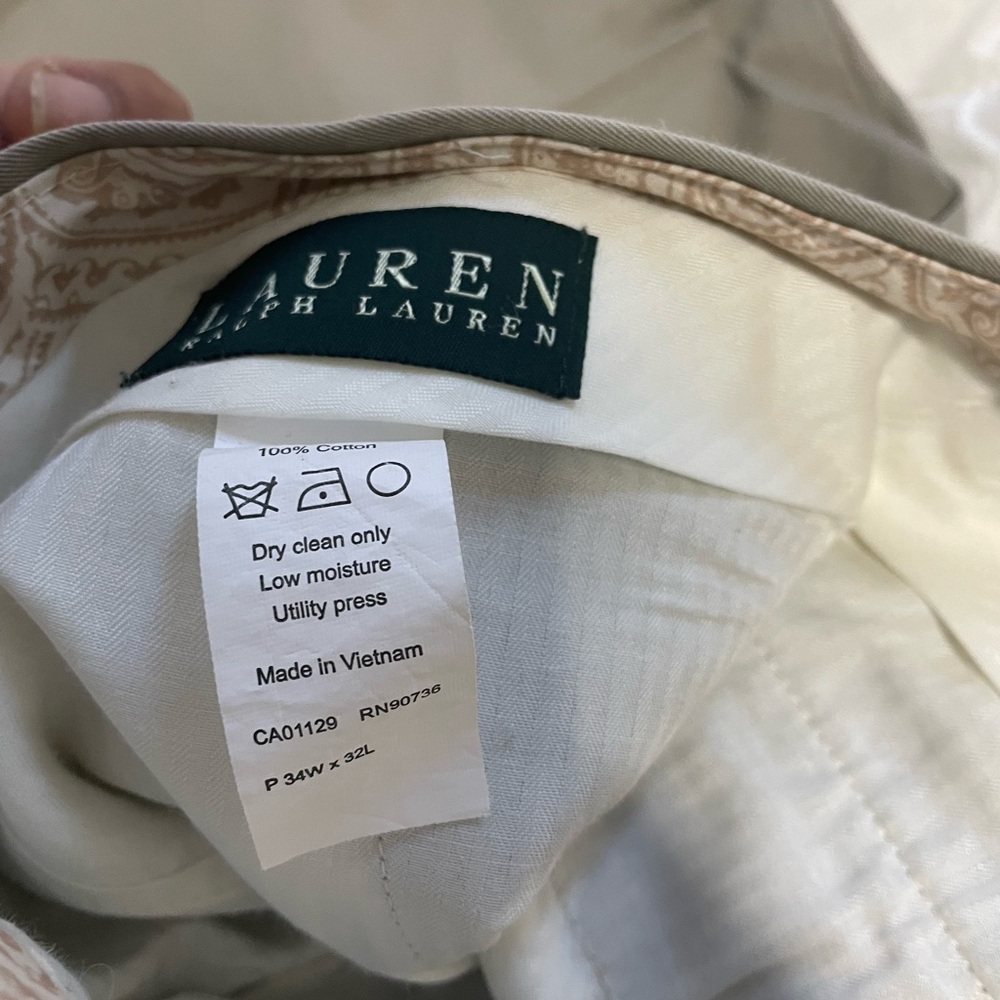 LAUREN
RALPH LAUREN
100% Cotton
Dry clean only
Low moisture
Utility press
Made in Vietnam
CA01129 RN90736
P 34W x 32L